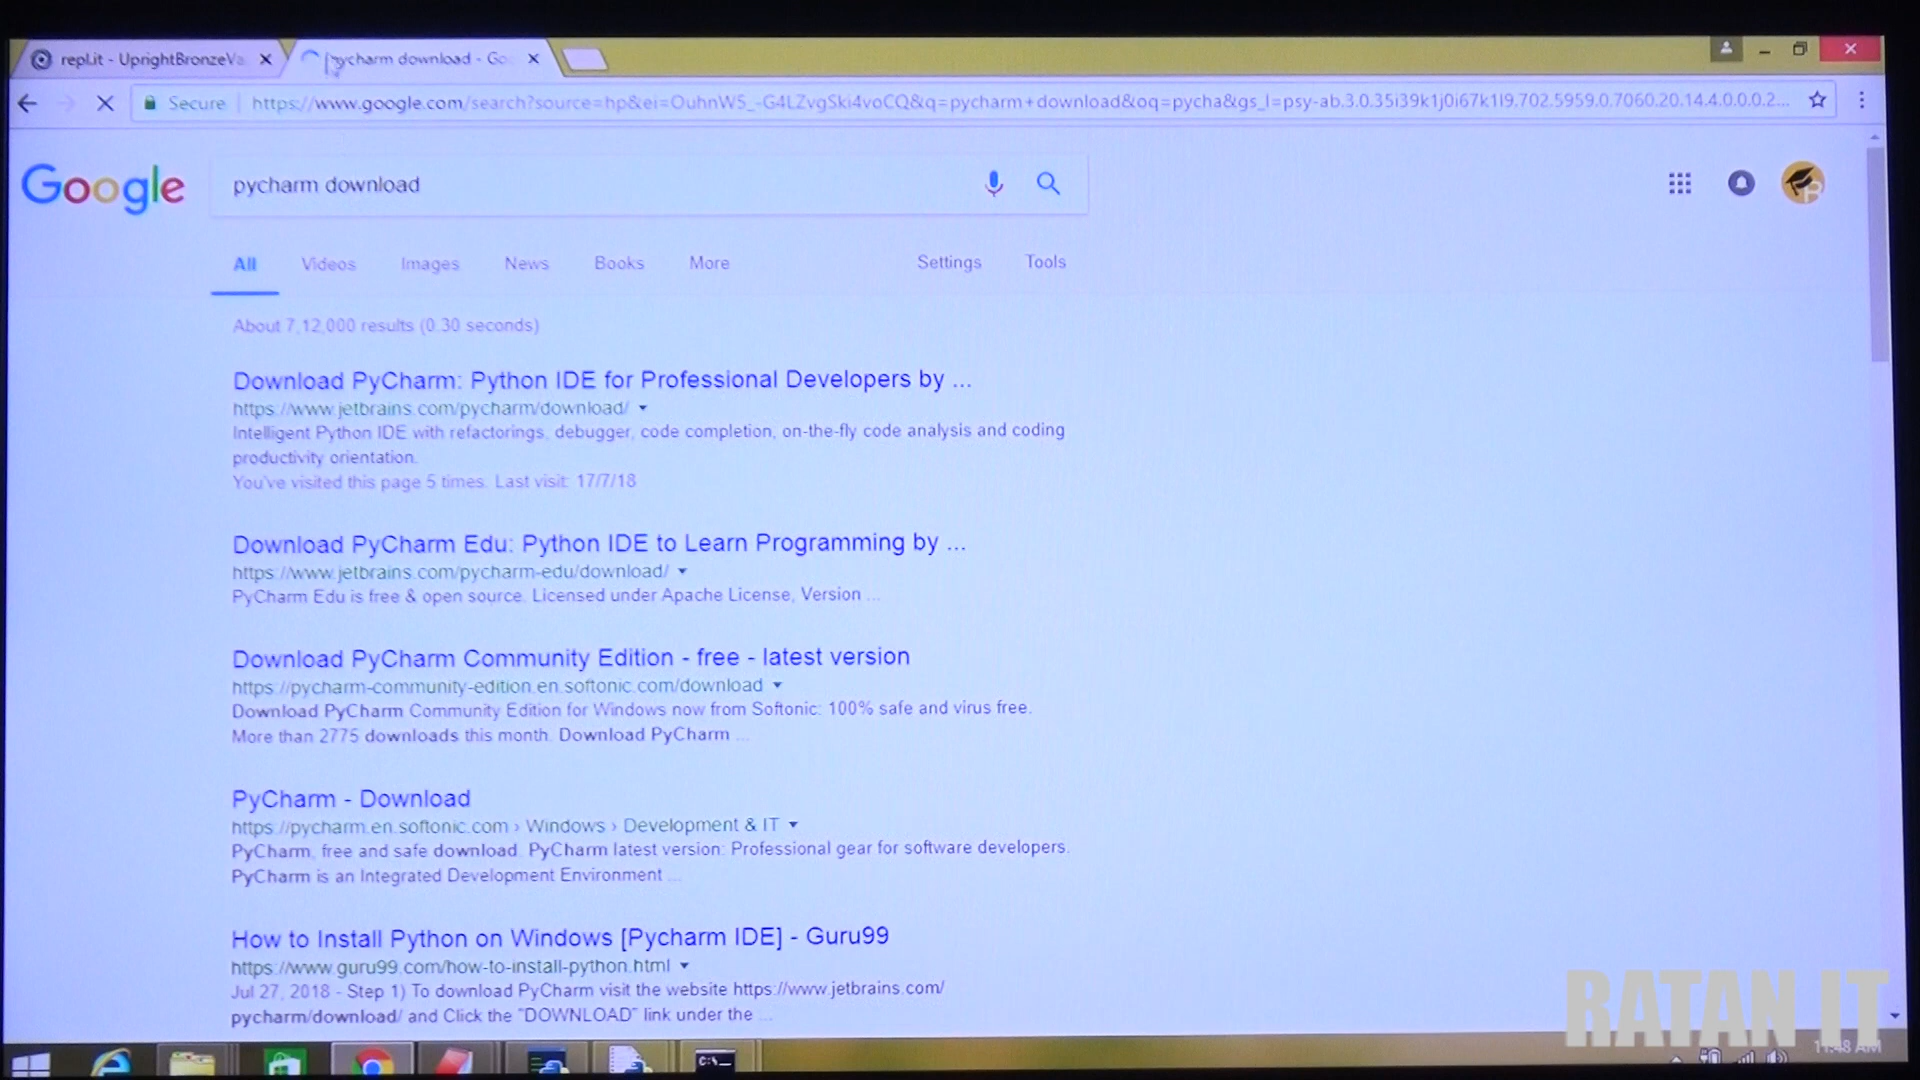 repl.it - UprightBronzeVa
pycharm download - Go
Secure
https://www.google.com/search?source=hp&ei=OuhnW5_-G4LZvgSki4voCQ&q=pycharm+download&oq=pycha&gs_l=psy-ab.3.0.35i39k1j0i67k1l9.702.5959.0.7060.20.14.4.0.0.0.2...
Google
pycharm download
All Videos Images News Books More Settings Tools
About 7,12,000 results (0.30 seconds)
Download PyCharm: Python IDE for Professional Developers by ...
https://www.jetbrains.com/pycharm/download/
Intelligent Python IDE with refactorings, debugger, code completion, on-the-fly code analysis and coding
productivity orientation.
You've visited this page 5 times. Last visit: 17/7/18
Download PyCharm Edu: Python IDE to Learn Programming by ...
https://www.jetbrains.com/pycharm-edu/download/
PyCharm Edu is free & open source. Licensed under Apache License, Version ...
Download PyCharm Community Edition - free - latest version
https://pycharm-community-edition.en.softonic.com/download
Download PyCharm Community Edition for Windows now from Softonic: 100% safe and virus free.
More than 2775 downloads this month. Download PyCharm ...
PyCharm - Download
https://pycharm.en.softonic.com › Windows › Development & IT
PyCharm, free and safe download. PyCharm latest version: Professional gear for software developers.
PyCharm is an Integrated Development Environment ...
How to Install Python on Windows [Pycharm IDE] - Guru99
https://www.guru99.com/how-to-install-python.html
Jul 27, 2018 - Step 1) To download PyCharm visit the website https://www.jetbrains.com/
pycharm/download/ and Click the "DOWNLOAD" link under the ...
RATAN IT
11:48 AM